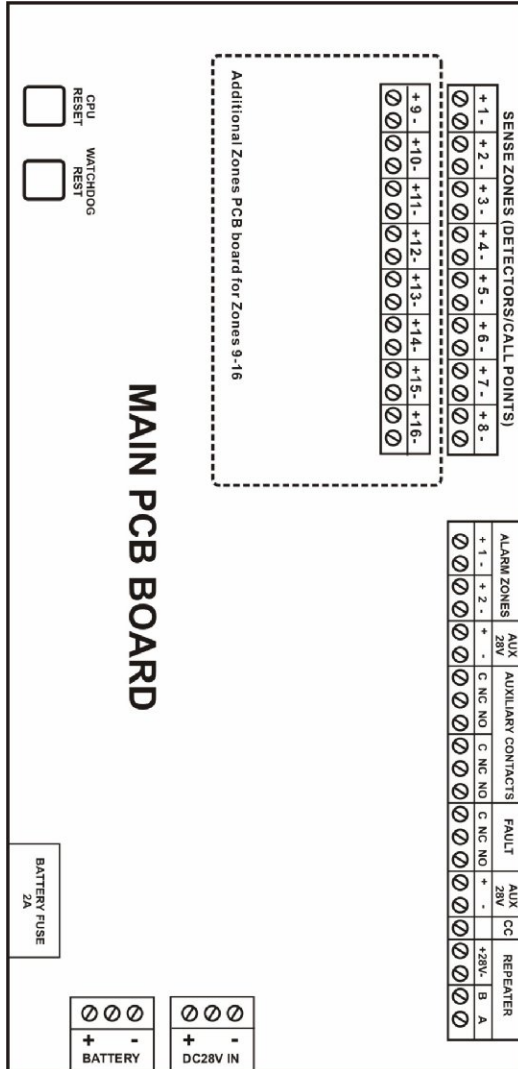 SENSE ZONES (DETECTORS/CALL POINTS)
+ 1 - + 2 - + 3 - + 4 - + 5 - + 6 - + 7 - + 8 -
+ 9 - +10- +11- +12- +13- +14- +15- +16-
Additional Zones PCB board for Zones 9-16
CPU
RESET
WATCHDOG
REST
MAIN PCB BOARD
ALARM ZONES
+ 1 - + 2 -
AUX
28V
+ -
AUXILIARY CONTACTS
C NC NO C NC NO
FAULT
C NC NO
AUX
28V
+ -
CC
REPEATER
+28V- B A
BATTERY FUSE
2A
+ -
BATTERY
+ -
DC28V IN